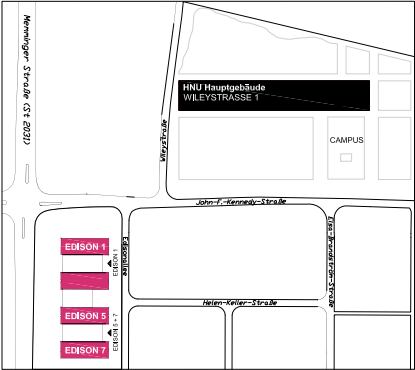 Memminger Straße (St 2031)
HNU Hauptgebäude
WILEYSTRASSE 1
Wileystraße
CAMPUS
John-F.-Kennedy-Straße
EDISON 1
EDISON 1
Edisonallee
Elsa-Brandström-Straße
Helen-Keller-Straße
EDISON 5
EDISON 5 + 7
EDISON 7